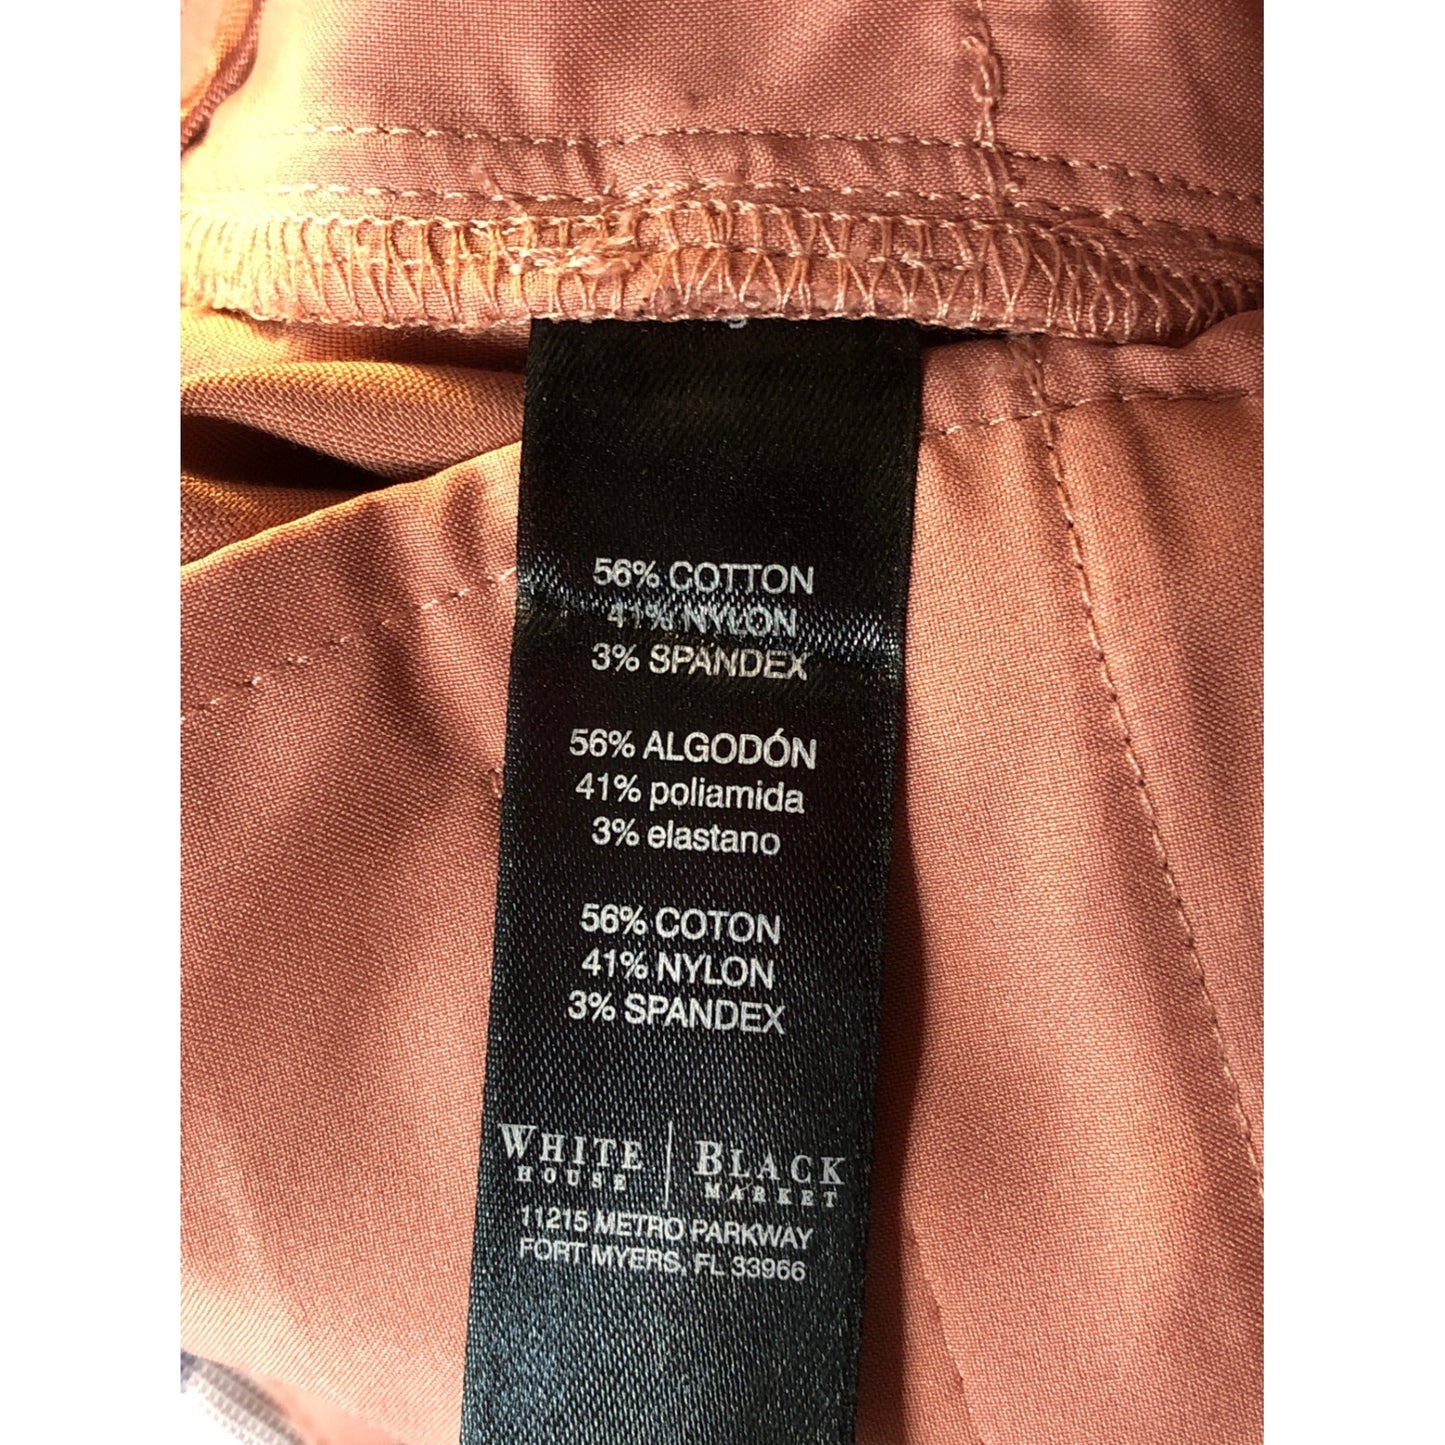 56% COTTON
41% NYLON
3% SPANDEX
56% ALGODÓN
41% poliamida
3% elastano
56% COTON
41% NYLON
3% SPANDEX
WHITE HOUSE | BLACK MARKET
11215 METRO PARKWAY
FORT MYERS, FL 33966